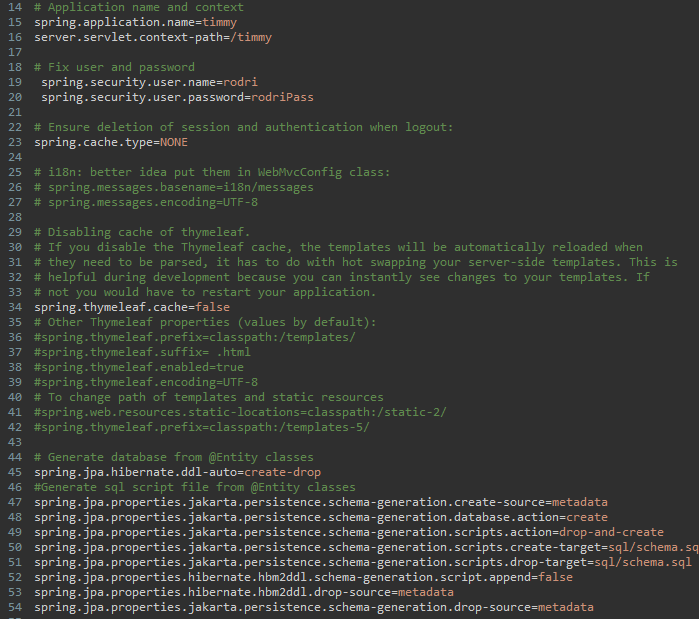 14 # Application name and context
15 spring.application.name=timmy
16 server.servlet.context-path=/timmy
17
18 # Fix user and password
19  spring.security.user.name=rodri
20  spring.security.user.password=rodriPass
21
22 # Ensure deletion of session and authentication when logout:
23 spring.cache.type=NONE
24
25 # i18n: better idea put them in WebMvcConfig class:
26 # spring.messages.basename=i18n/messages
27 # spring.messages.encoding=UTF-8
28
29 # Disabling cache of thymeleaf.
30 # If you disable the Thymeleaf cache, the templates will be automatically reloaded when
31 # they need to be parsed, it has to do with hot swapping your server-side templates. This is
32 # helpful during development because you can instantly see changes to your templates. If
33 # not you would have to restart your application.
34 spring.thymeleaf.cache=false
35 # Other Thymeleaf properties (values by default):
36 #spring.thymeleaf.prefix=classpath:/templates/
37 #spring.thymeleaf.suffix= .html
38 #spring.thymeleaf.enabled=true
39 #spring.thymeleaf.encoding=UTF-8
40 # To change path of templates and static resources
41 #spring.web.resources.static-locations=classpath:/static-2/
42 #spring.thymeleaf.prefix=classpath:/templates-5/
43
44 # Generate database from @Entity classes
45 spring.jpa.hibernate.ddl-auto=create-drop
46 #Generate sql script file from @Entity classes
47 spring.jpa.properties.jakarta.persistence.schema-generation.create-source=metadata
48 spring.jpa.properties.jakarta.persistence.schema-generation.database.action=create
49 spring.jpa.properties.jakarta.persistence.schema-generation.scripts.action=drop-and-create
50 spring.jpa.properties.jakarta.persistence.schema-generation.scripts.create-target=sql/schema.sq
51 spring.jpa.properties.jakarta.persistence.schema-generation.scripts.drop-target=sql/schema.sql
52 spring.jpa.properties.hibernate.hbm2ddl.schema-generation.script.append=false
53 spring.jpa.properties.hibernate.hbm2ddl.drop-source=metadata
54 spring.jpa.properties.jakarta.persistence.schema-generation.drop-source=metadata